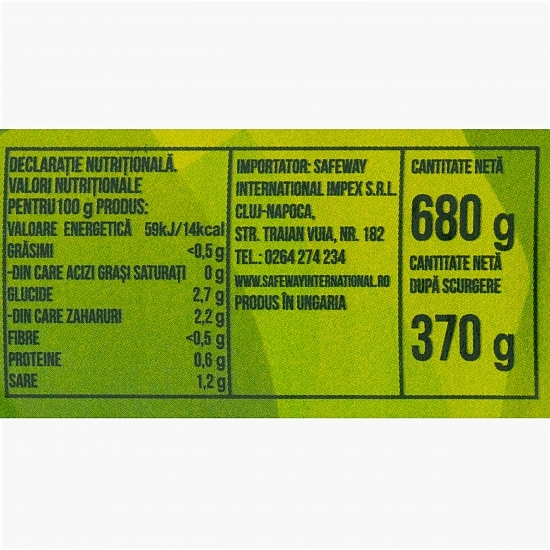 DECLARAȚIE NUTRIȚIONALĂ.
VALORI NUTRIȚIONALE
PENTRU 100 g PRODUS:
VALOARE ENERGETICĂ 59kJ/14kcal
GRĂSIMI <0,5 g
-DIN CARE ACIZI GRAȘI SATURAȚI 0 g
GLUCIDE 2,7 g
-DIN CARE ZAHARURI 2,2 g
FIBRE <0,5 g
PROTEINE 0,6 g
SARE 1,2 g
IMPORTATOR: SAFEWAY
INTERNATIONAL IMPEX S.R.L.
CLUJ-NAPOCA,
STR. TRAIAN VUIA, NR. 182
TEL.: 0264 274 234
WWW.SAFEWAYINTERNATIONAL.RO
PRODUS ÎN UNGARIA
CANTITATE NETĂ
680 g
CANTITATE NETĂ
DUPĂ SCURGERE
370 g